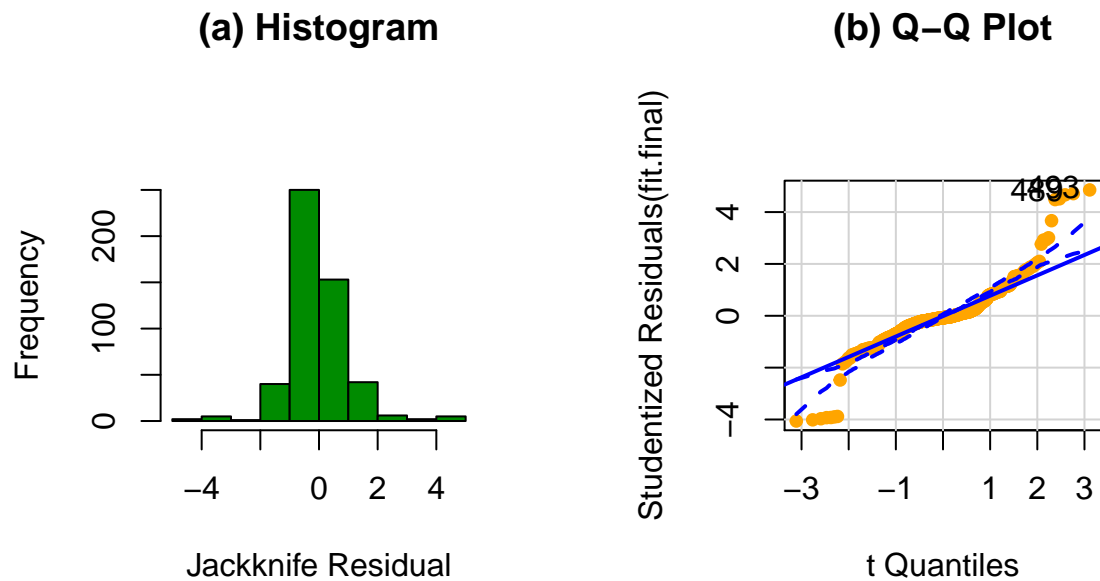 (a) Histogram
Frequency
0
100
200
−4
0
2
4
Jackknife Residual
(b) Q−Q Plot
Studentized Residuals(fit.final)
−4
0
2
4
−3
−1
1
2
3
t Quantiles